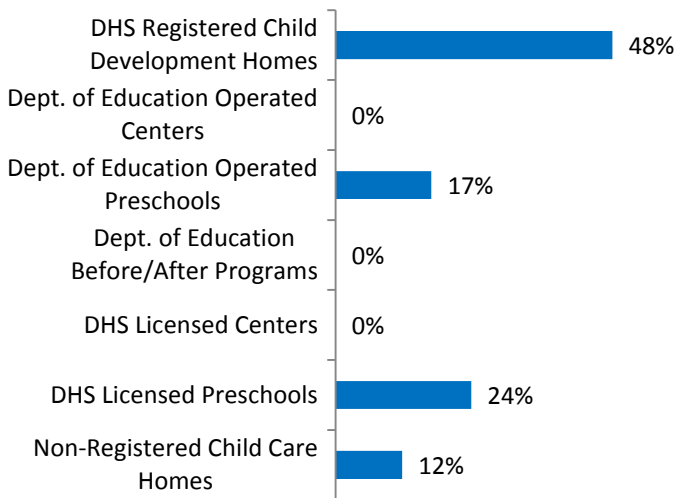 DHS Registered Child
Development Homes
48%
Dept. of Education Operated
Centers
0%
Dept. of Education Operated
Preschools
17%
Dept. of Education
Before/After Programs
0%
DHS Licensed Centers
0%
DHS Licensed Preschools
24%
Non-Registered Child Care
Homes
12%